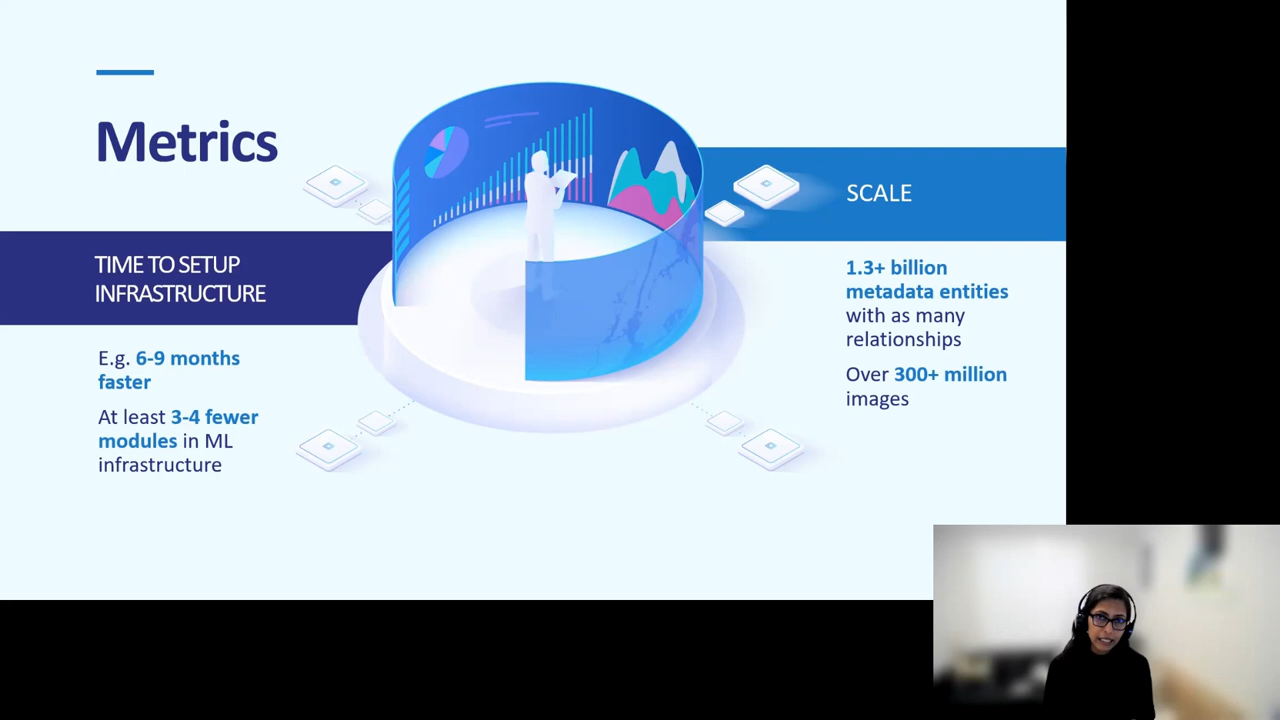 Metrics
TIME TO SETUP
INFRASTRUCTURE
E.g. 6-9 months
faster
At least 3-4 fewer
modules in ML
infrastructure
SCALE
1.3+ billion
metadata entities
with as many
relationships
Over 300+ million
images